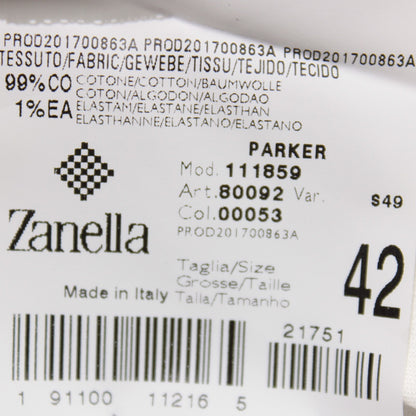 PROD201700863A PROD201700863A PROD201700863A
TESSUTO/FABRIC/GEWEBE/TISSU/TEJIDO/TECIDO
99%CO COTONE/COTTON/BAUMWOLLE
COTON/ALGODON/ALGODAO
1%EA ELASTAM/ELASTANE/ELASTHAN
ELASTHANNE/ELASTANO/ELASTANO
PARKER
Mod. 111859
Art.80092 Var. S49
Col.00053
PROD201700863A
Zanella
Taglia/Size
Grosse/Taille
Talla/Tamanho
42
Made in Italy
21751
1 91100 11216 5